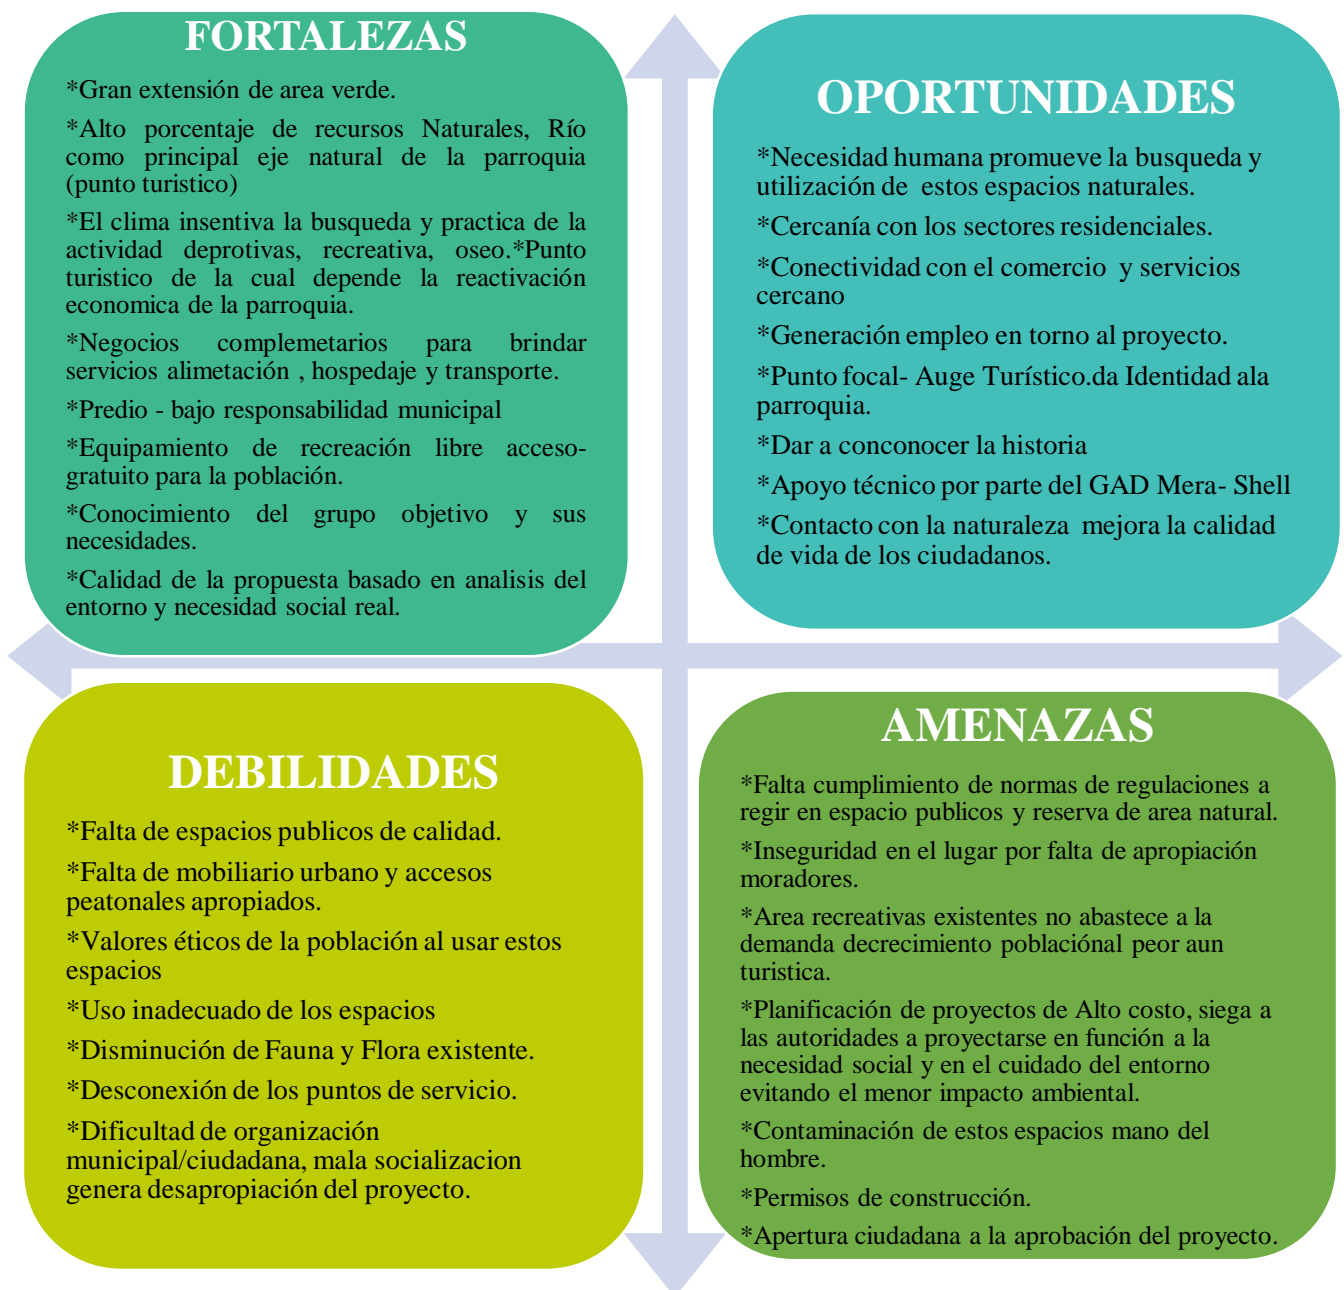 FORTALEZAS
*Gran extensión de area verde.
*Alto porcentaje de recursos Naturales, Río
como principal eje natural de la parroquia
(punto turistico)
*El clima insentiva la busqueda y practica de la
actividad deprotivas, recreativa, oseo.*Punto
turistico de la cual depende la reactivación
economica de la parroquia.
*Negocios complemetarios para brindar
servicios alimetación , hospedaje y transporte.
*Predio - bajo responsabilidad municipal
*Equipamiento de recreación libre acceso-
gratuito para la población.
*Conocimiento del grupo objetivo y sus
necesidades.
*Calidad de la propuesta basado en analisis del
entorno y necesidad social real.
OPORTUNIDADES
*Necesidad humana promueve la busqueda y
utilización de estos espacios naturales.
*Cercanía con los sectores residenciales.
*Conectividad con el comercio y servicios
cercano
*Generación empleo en torno al proyecto.
*Punto focal- Auge Turístico.da Identidad ala
parroquia.
*Dar a conconocer la historia
*Apoyo técnico por parte del GAD Mera- Shell
*Contacto con la naturaleza mejora la calidad
de vida de los ciudadanos.
DEBILIDADES
*Falta de espacios publicos de calidad.
*Falta de mobiliario urbano y accesos
peatonales apropiados.
*Valores éticos de la población al usar estos
espacios
*Uso inadecuado de los espacios
*Disminución de Fauna y Flora existente.
*Desconexión de los puntos de servicio.
*Dificultad de organización
municipal/ciudadana, mala socializacion
genera desapropiación del proyecto.
AMENAZAS
*Falta cumplimiento de normas de regulaciones a
regir en espacio publicos y reserva de area natural.
*Inseguridad en el lugar por falta de apropiación
moradores.
*Area recreativas existentes no abastece a la
demanda decrecimiento poblaciónal peor aun
turistica.
*Planificación de proyectos de Alto costo, siega a
las autoridades a proyectarse en función a la
necesidad social y en el cuidado del entorno
evitando el menor impacto ambiental.
*Contaminación de estos espacios mano del
hombre.
*Permisos de construcción.
*Apertura ciudadana a la aprobación del proyecto.